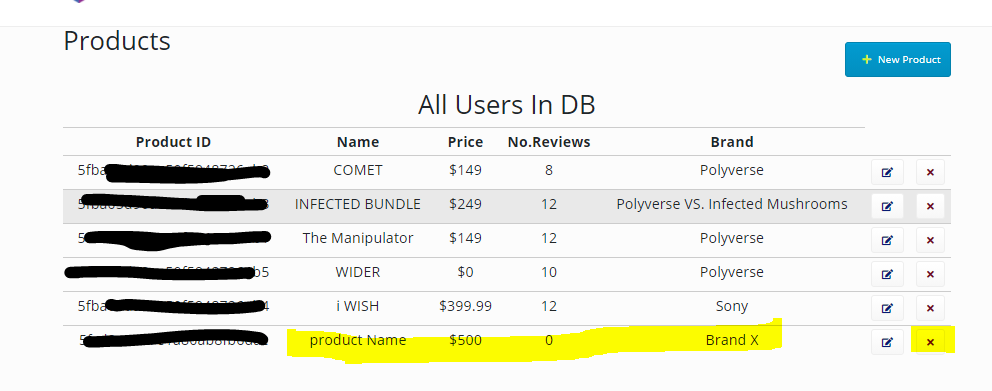 Products
+ New Product
All Users In DB
Product ID Name Price No.Reviews Brand
COMET $149 8 Polyverse
INFECTED BUNDLE $249 12 Polyverse VS. Infected Mushrooms
The Manipulator $149 12 Polyverse
WIDER $0 10 Polyverse
i WISH $399.99 12 Sony
product Name $500 0 Brand X